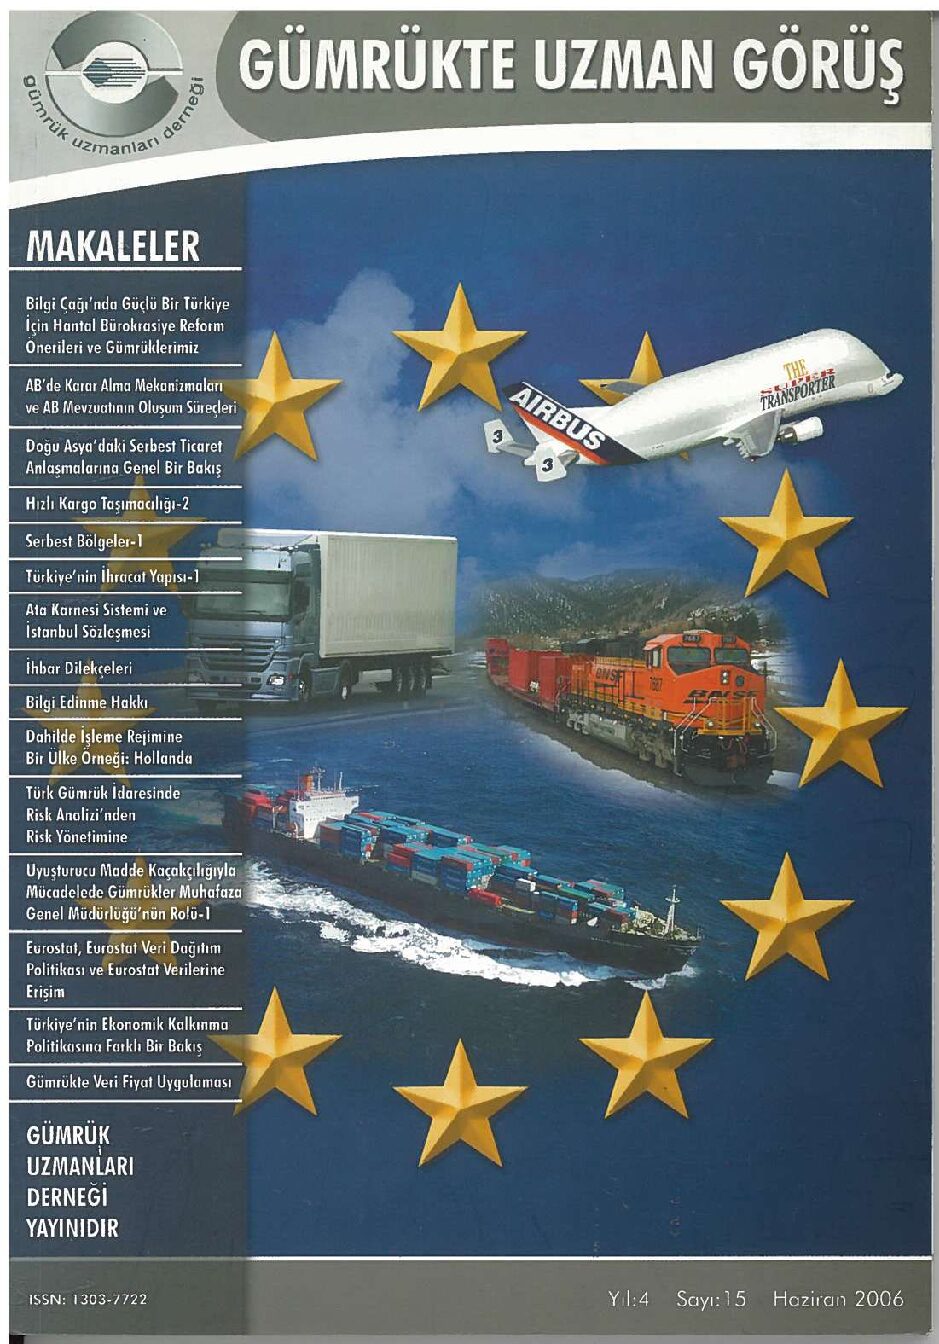 gümrük uzmanları derneği
GÜMRÜKTE UZMAN GÖRÜŞ
MAKALELER
Bilgi Çağı'nda Güçlü Bir Türkiye
İçin Hantal Bürokrasiye Reform
Önerileri ve Gümrüklerimiz
AB'de Karar Alma Mekanizmaları
ve AB Mevzuatının Oluşum Süreçleri
Doğu Asya'daki Serbest Ticaret
Anlaşmalarına Genel Bir Bakış
Hızlı Kargo Taşımacılığı-2
Serbest Bölgeler-1
Türkiye'nin İhracat Yapısı-1
Ata Karnesi Sistemi ve
İstanbul Sözleşmesi
İhbar Dilekçeleri
Bilgi Edinme Hakkı
Dahilde İşleme Rejimine
Bir Ülke Örneği: Hollanda
Türk Gümrük İdaresinde
Risk Analizi'nden
Risk Yönetimine
Uyuşturucu Madde Kaçakçılığıyla
Mücadelede Gümrükler Muhafaza
Genel Müdürlüğü'nün Rolü-1
Eurostat, Eurostat Veri Dağıtım
Politikası ve Eurostat Verilerine
Erişim
Türkiye'nin Ekonomik Kalkınma
Politikasına Farklı Bir Bakış
Gümrükte Veri Fiyat Uygulaması
GÜMRÜK
UZMANLARI
DERNEĞİ
YAYINIDIR
THE
SUPER
TRANSPORTER
AIRBUS
3
3
7687
BNSF
7687
BNSF
ISSN: 1303-7722
Yıl:4 Sayı:15 Haziran 2006